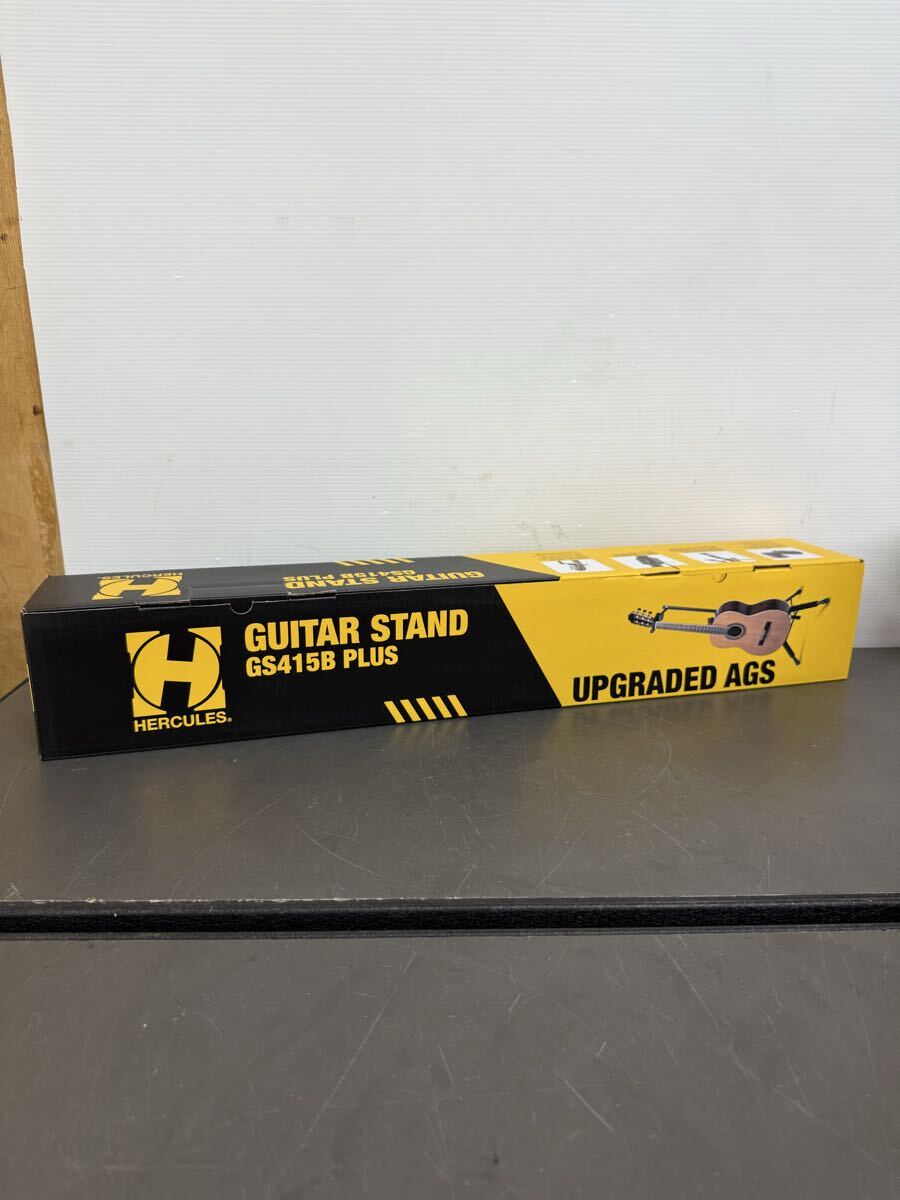 HERCULES
GUITAR STAND
GS415B PLUS
HERCULES®
GUITAR STAND
GS415B PLUS
UPGRADED AGS